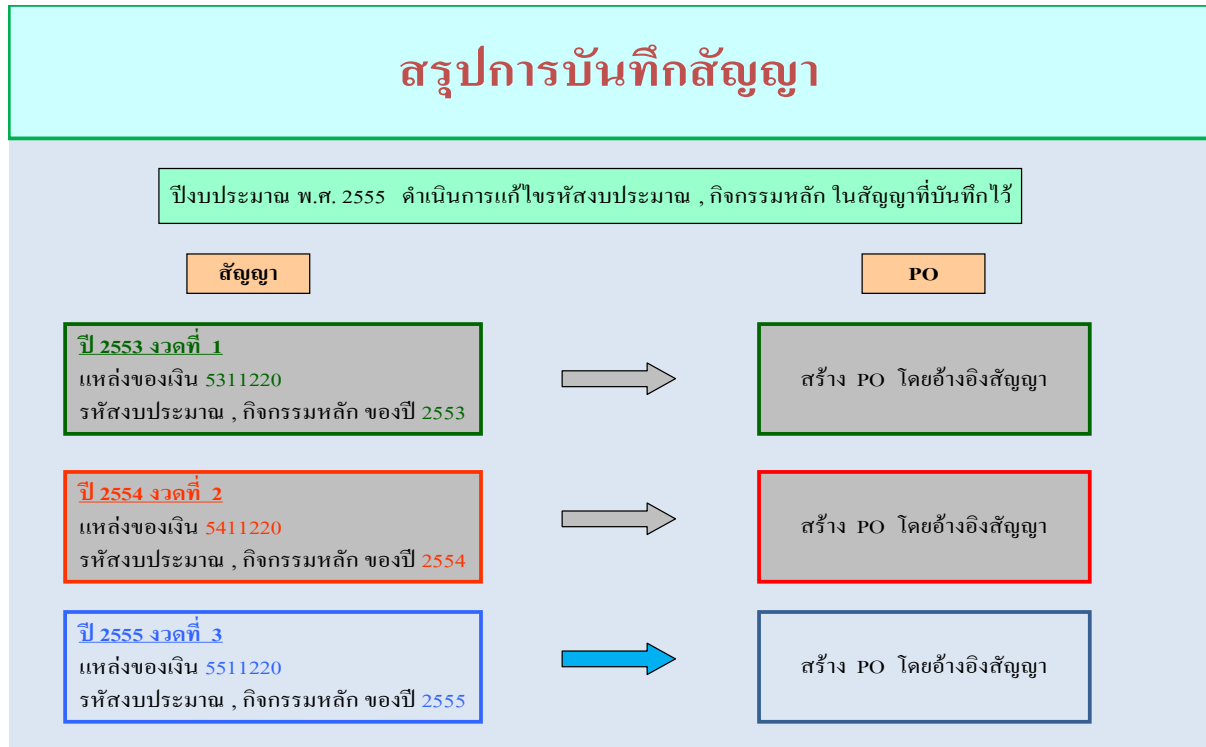 สรุปการบันทึกสัญญา
ปีงบประมาณ พ.ศ. 2555 ดำเนินการแก้ไขรหัสงบประมาณ , กิจกรรมหลัก ในสัญญาที่บันทึกไว้
สัญญา
PO
ปี 2553 งวดที่ 1
แหล่งของเงิน 5311220
รหัสงบประมาณ , กิจกรรมหลัก ของปี 2553
สร้าง PO โดยอ้างอิงสัญญา
ปี 2554 งวดที่ 2
แหล่งของเงิน 5411220
รหัสงบประมาณ , กิจกรรมหลัก ของปี 2554
สร้าง PO โดยอ้างอิงสัญญา
ปี 2555 งวดที่ 3
แหล่งของเงิน 5511220
รหัสงบประมาณ , กิจกรรมหลัก ของปี 2555
สร้าง PO โดยอ้างอิงสัญญา